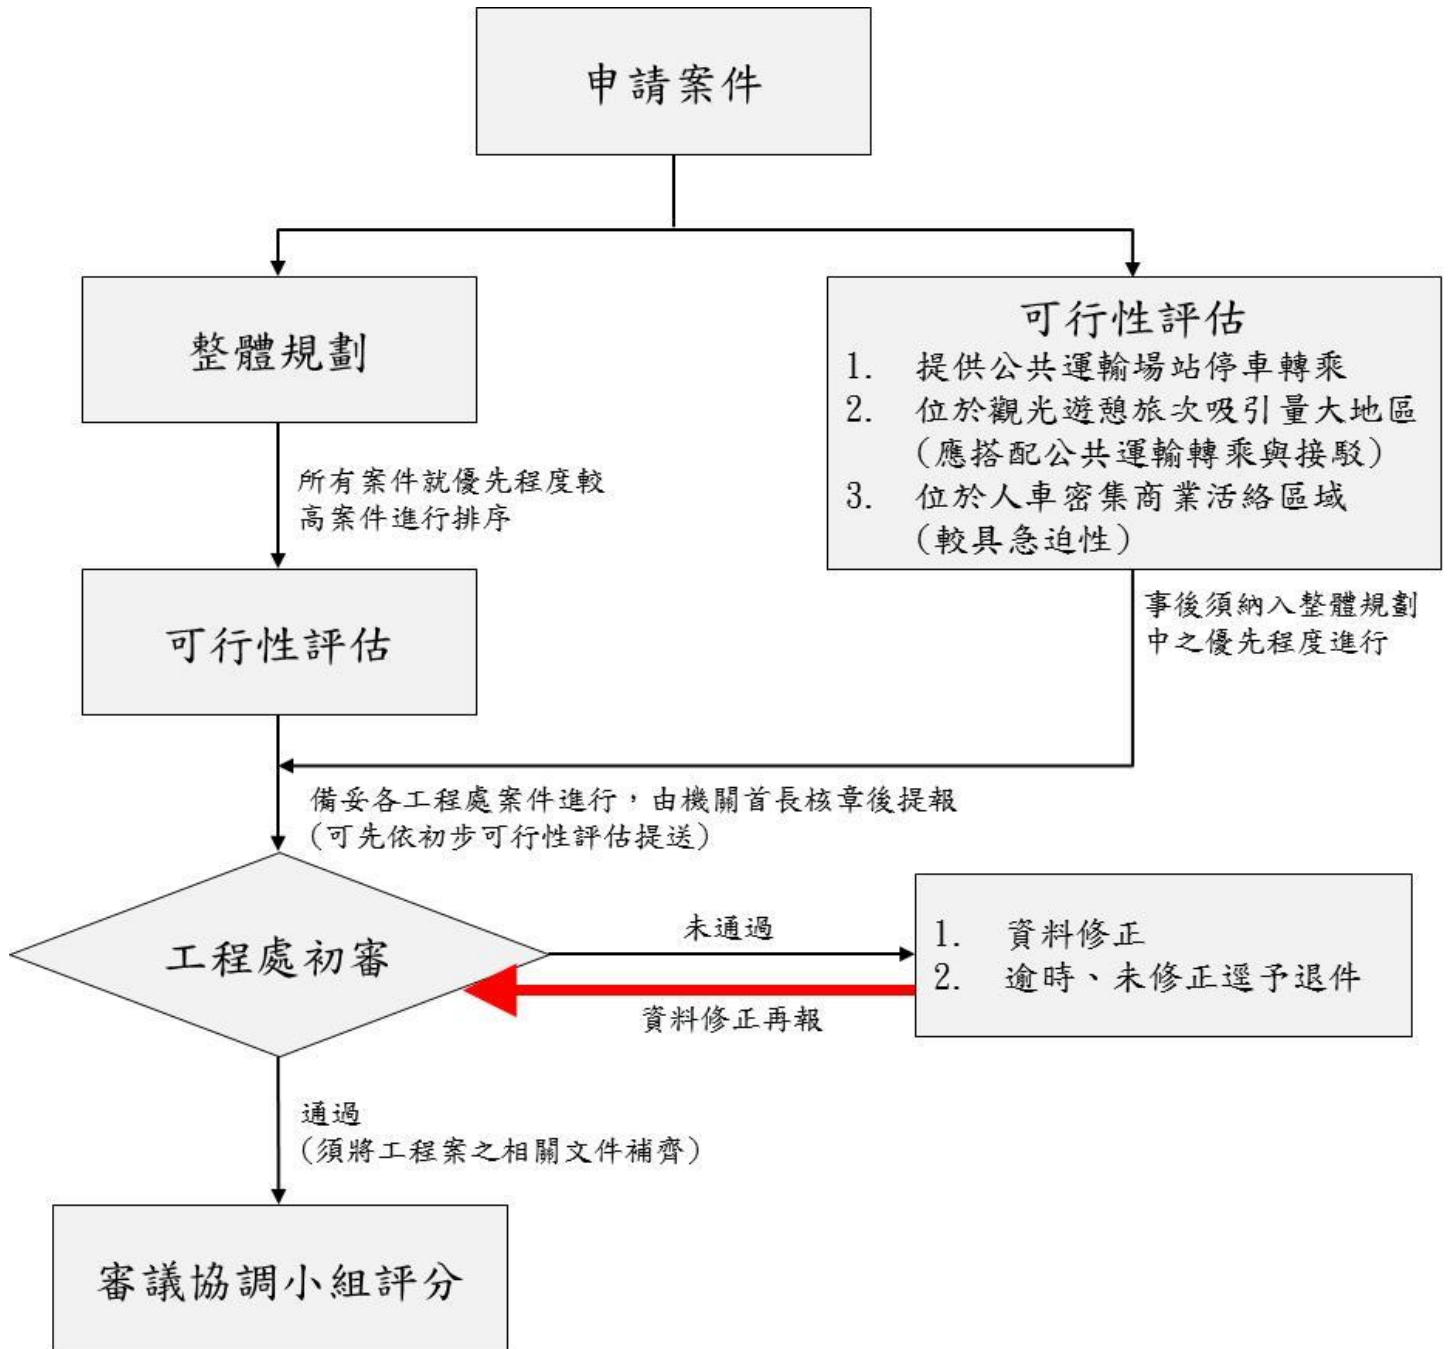 申請案件
整體規劃
可行性評估
1. 提供公共運輸場站停車轉乘
2. 位於觀光遊憩旅次吸引量大地區
(應搭配公共運輸轉乘與接駁)
3. 位於人車密集商業活絡區域
(較具急迫性)
所有案件就優先程度較
高案件進行排序
事後須納入整體規劃
中之優先程度進行
可行性評估
備妥各工程處案件進行，由機關首長核章後提報
(可先依初步可行性評估提送)
工程處初審
未通過
1. 資料修正
2. 逾時、未修正逕予退件
資料修正再報
通過
(須將工程案之相關文件補齊)
審議協調小組評分